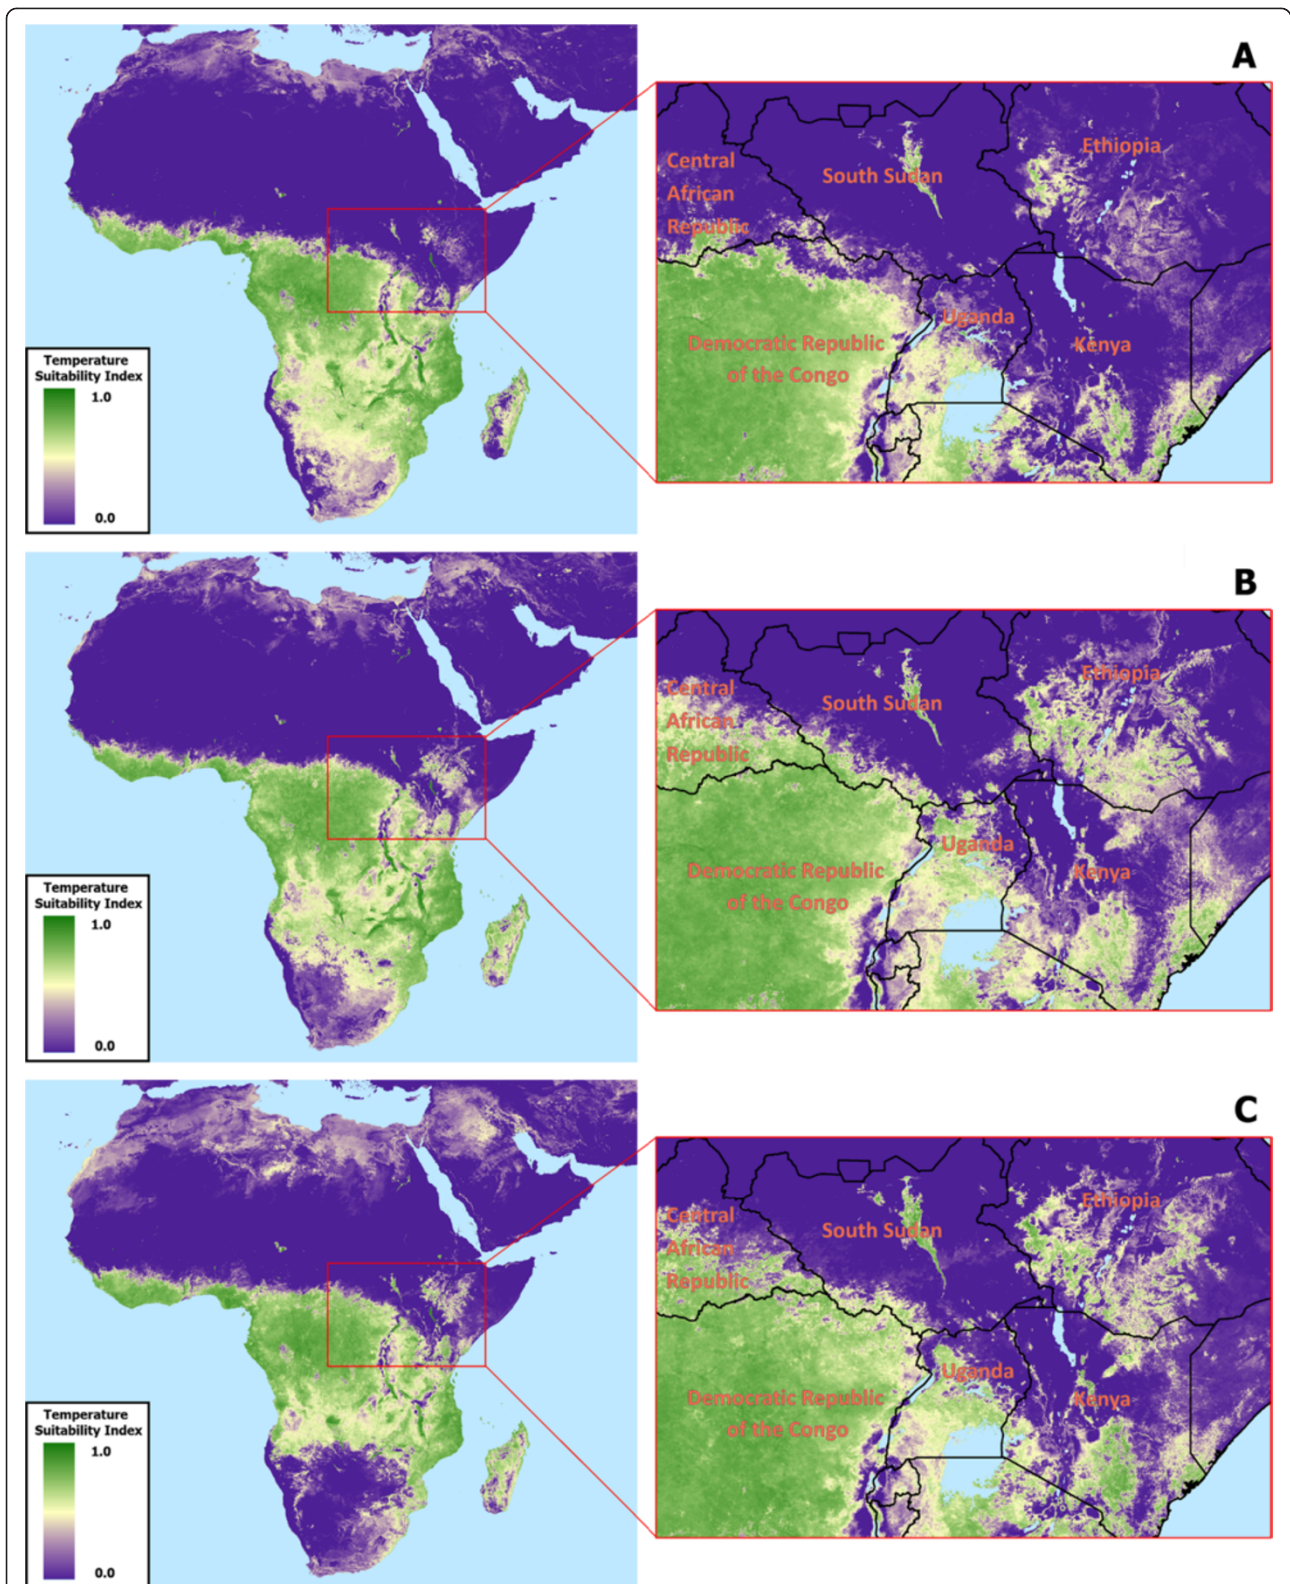 A
Central
African
Republic
South Sudan
Ethiopia
Uganda
Democratic Republic
of the Congo
Kenya
Temperature
Suitability Index
1.0
0.0
B
Central
African
Republic
South Sudan
Ethiopia
Uganda
Democratic Republic
of the Congo
Kenya
Temperature
Suitability Index
1.0
0.0
C
Central
African
Republic
South Sudan
Ethiopia
Uganda
Democratic Republic
of the Congo
Kenya
Temperature
Suitability Index
1.0
0.0